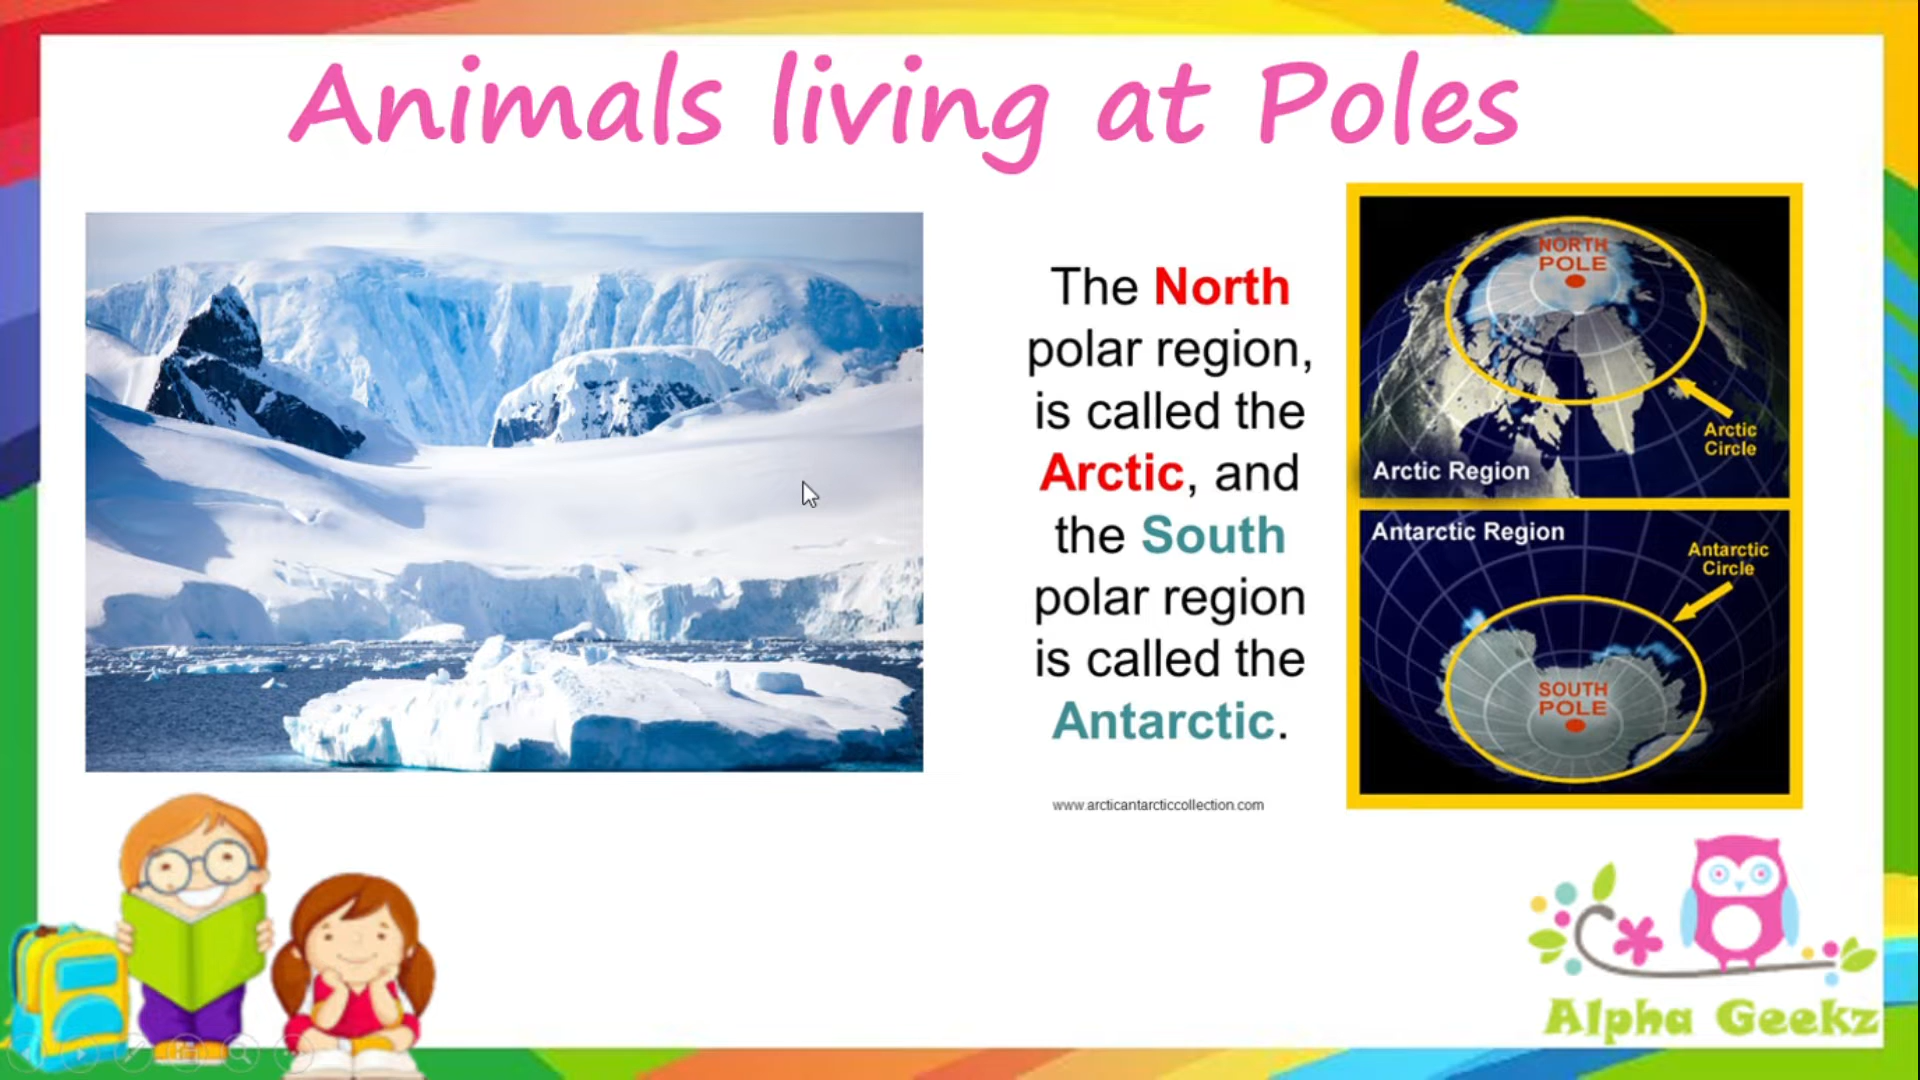 Animals living at Poles
The North
polar region,
is called the
Arctic, and
the South
polar region
is called the
Antarctic.
www.arcticantarcticcollection.com
NORTH
POLE
Arctic
Circle
Arctic Region
Antarctic Region
Antarctic
Circle
SOUTH
POLE
Alpha Geekz